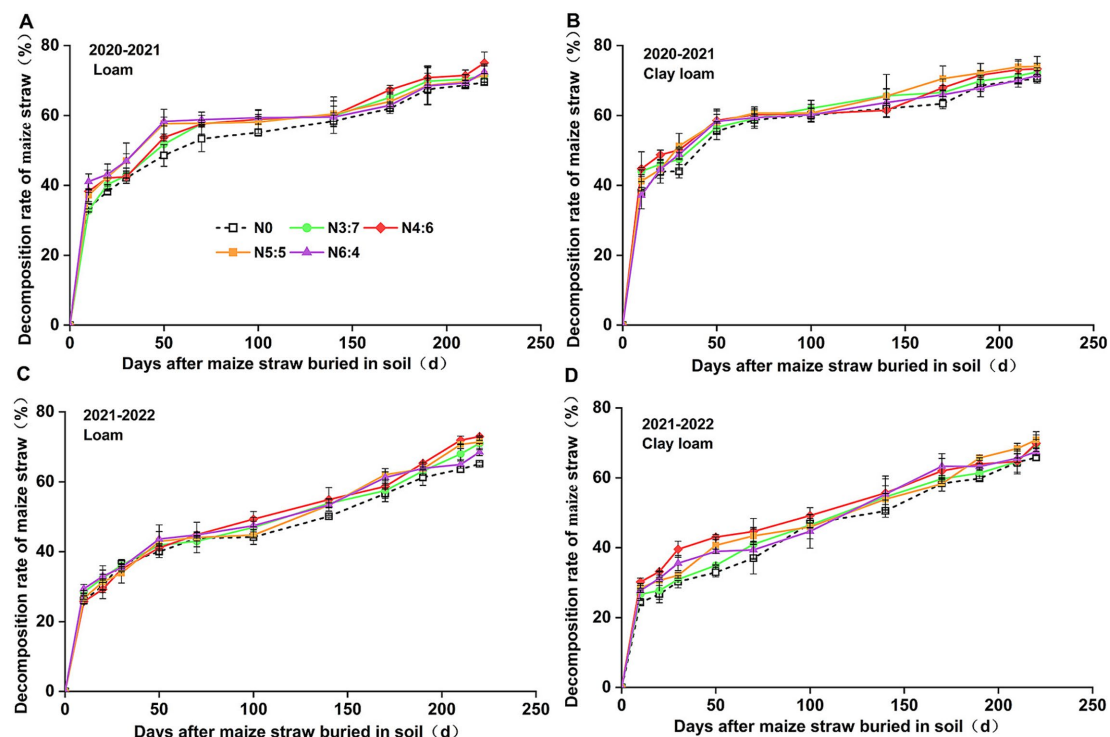 A
80
2020-2021
Loam
60
40
20
0
0 50 100 150 200 250
Decomposition rate of maize straw（%）
Days after maize straw buried in soil（d）
N0 N3:7 N4:6
N5:5 N6:4
B
80
2020-2021
Clay loam
60
40
20
0
0 50 100 150 200 250
Decomposition rate of maize straw（%）
Days after maize straw buried in soil（d）
C
80
2021-2022
Loam
60
40
20
0
0 50 100 150 200 250
Decomposition rate of maize straw（%）
Days after maize straw buried in soil（d）
D
80
2021-2022
Clay loam
60
40
20
0
0 50 100 150 200 250
Decomposition rate of maize straw（%）
Days after maize straw buried in soil（d）